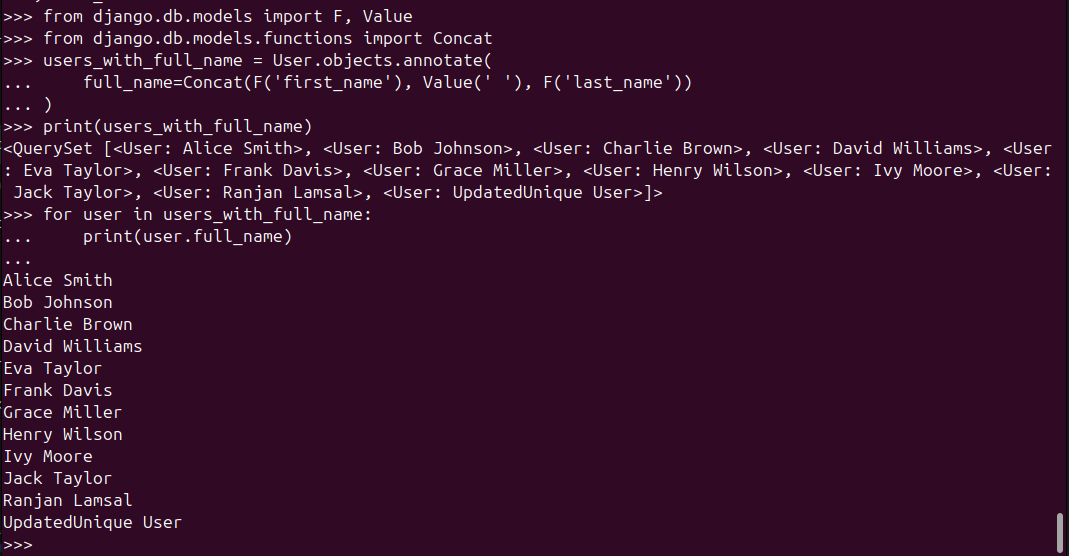 >>> from django.db.models import F, Value
>>> from django.db.models.functions import Concat
>>> users_with_full_name = User.objects.annotate(
...     full_name=Concat(F('first_name'), Value(' '), F('last_name'))
... )
>>> print(users_with_full_name)
<QuerySet [<User: Alice Smith>, <User: Bob Johnson>, <User: Charlie Brown>, <User: David Williams>, <User
: Eva Taylor>, <User: Frank Davis>, <User: Grace Miller>, <User: Henry Wilson>, <User: Ivy Moore>, <User:
 Jack Taylor>, <User: Ranjan Lamsal>, <User: UpdatedUnique User>]>
>>> for user in users_with_full_name:
...     print(user.full_name)
...
Alice Smith
Bob Johnson
Charlie Brown
David Williams
Eva Taylor
Frank Davis
Grace Miller
Henry Wilson
Ivy Moore
Jack Taylor
Ranjan Lamsal
UpdatedUnique User
>>>